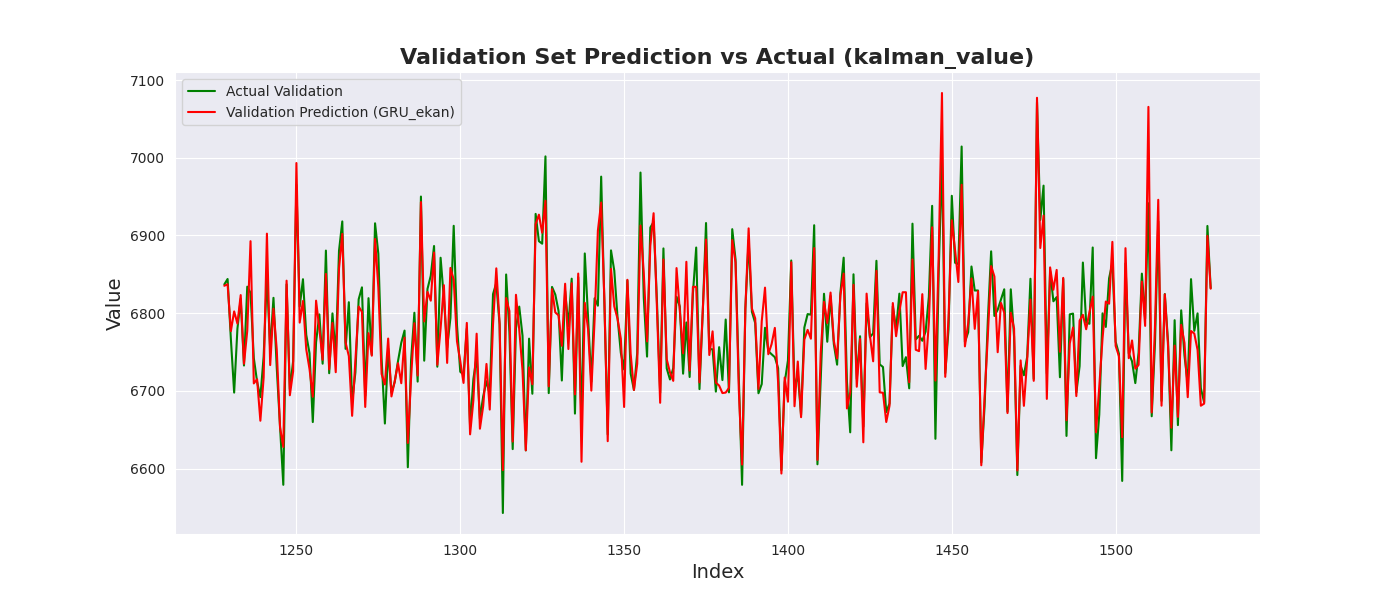 Validation Set Prediction vs Actual (kalman_value)
Actual Validation
Validation Prediction (GRU_ekan)
Value
7100
7000
6900
6800
6700
6600
1250 1300 1350 1400 1450 1500
Index